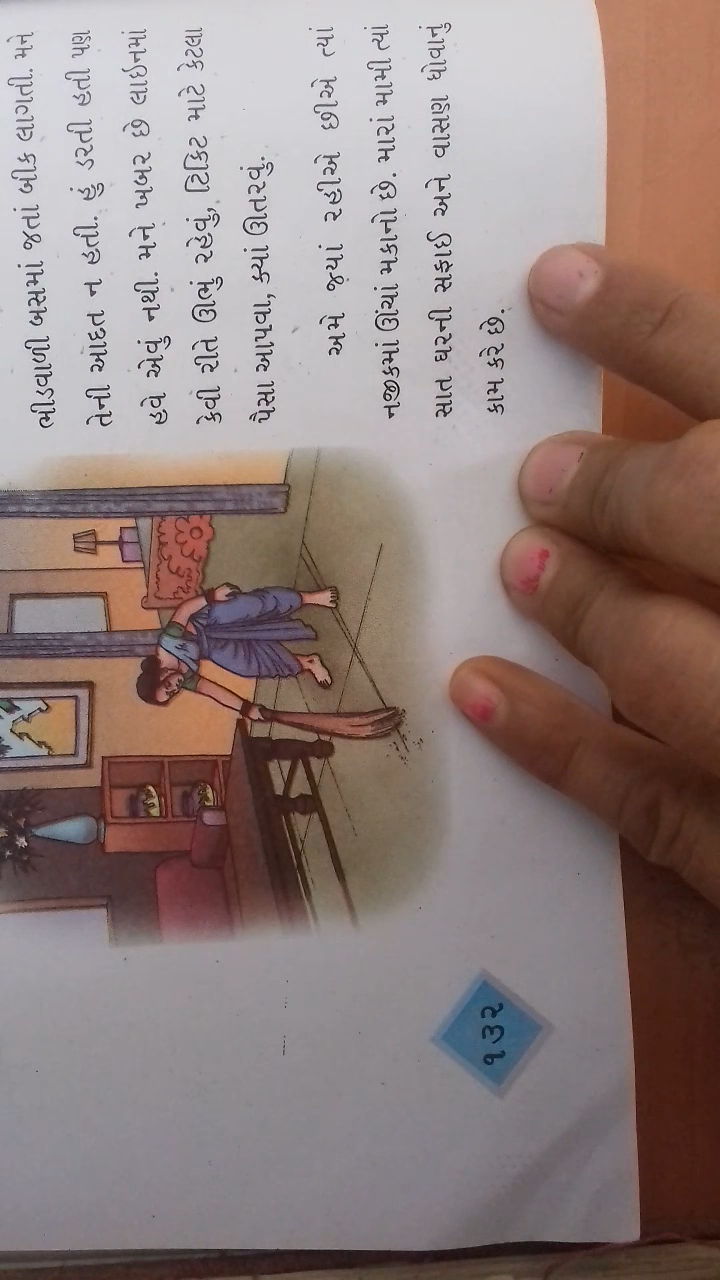 ભીડવાળી બસમાં જતાં બીક લાગતી. મને
તેની આદત ન હતી. હું ડરતી હતી પણ
હવે એવું નથી. મને ખબર છે લાઈનમાં
કેવી રીતે ઊભું રહેવું, ટિકિટ માટે કેટલા
પૈસા આપવા, ક્યાં ઊતરવું.
અમે જ્યાં રહીએ છીએ ત્યાં
નજીકમાં ઊંચાં મકાનો છે. મારાં મામી ત્યાં
સાત ઘરની સફાઈ અને વાસણ ધોવાનું
કામ કરે છે.
૧૩૨